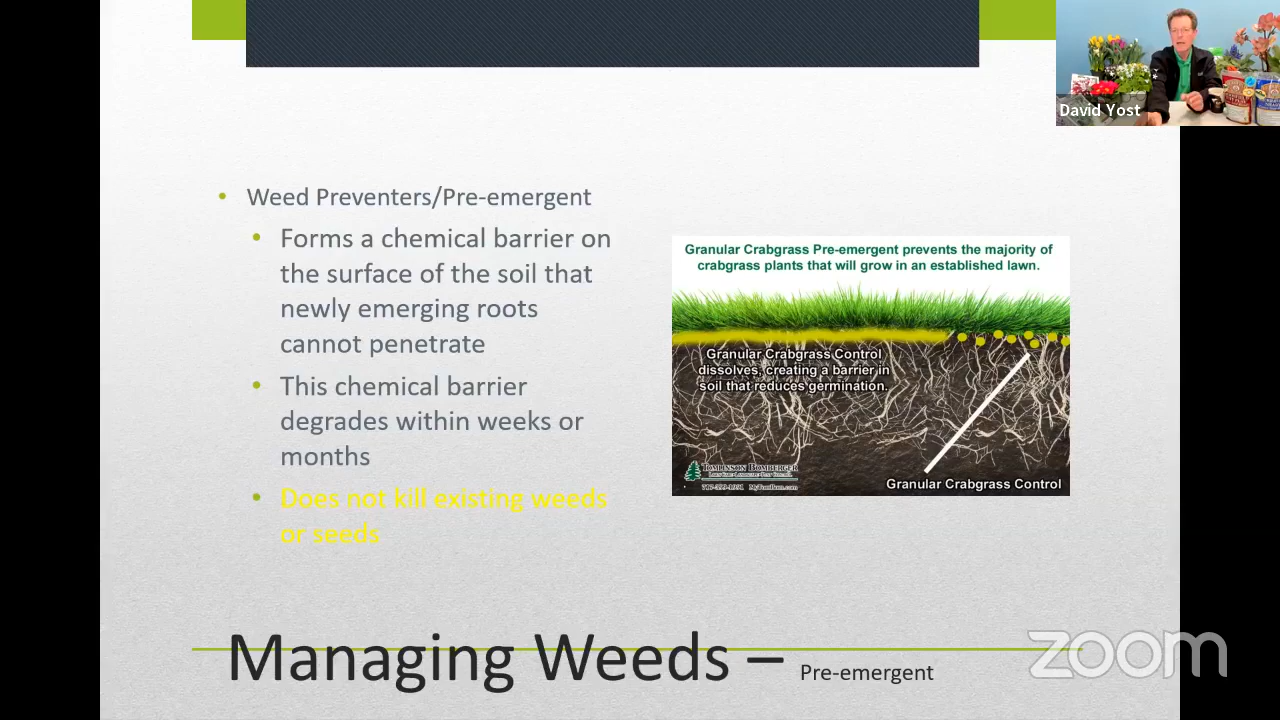 David Yost
Weed Preventers/Pre-emergent
Forms a chemical barrier on
the surface of the soil that
newly emerging roots
cannot penetrate
This chemical barrier
degrades within weeks or
months
Does not kill existing weeds
or seeds
Granular Crabgrass Pre-emergent prevents the majority of
crabgrass plants that will grow in an established lawn.
Granular Crabgrass Control
dissolves, creating a barrier in
soil that reduces germination.
Tomlinson Bomberger
Granular Crabgrass Control
Managing Weeds – Pre-emergent
zoom